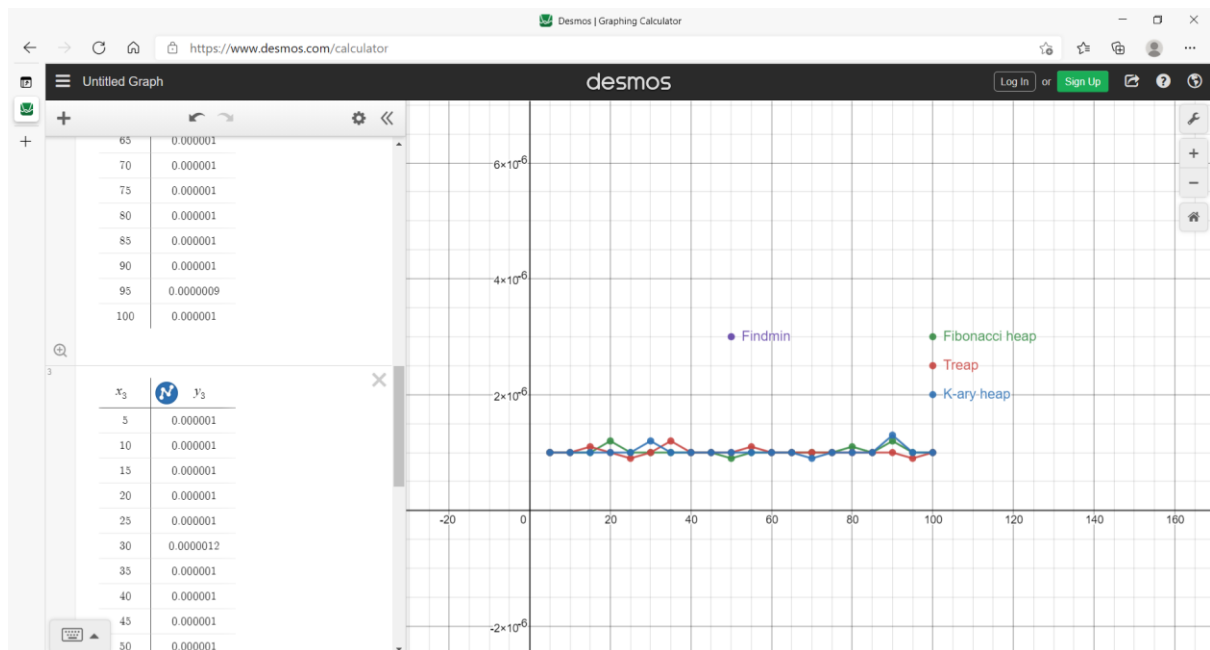 Desmos | Graphing Calculator
https://www.desmos.com/calculator
Untitled Graph
desmos
Log In or Sign Up
65 0.000001
70 0.000001
75 0.000001
80 0.000001
85 0.000001
90 0.000001
95 0.0000009
100 0.000001
3
x₃ y₃
5 0.000001
10 0.000001
15 0.000001
20 0.000001
25 0.000001
30 0.0000012
35 0.000001
40 0.000001
45 0.000001
50 0.000001
6×10⁻⁶
4×10⁻⁶
Findmin
Fibonacci heap
Treap
2×10⁻⁶
K-ary heap
-20 0 20 40 60 80 100 120 140 160
-2×10⁻⁶